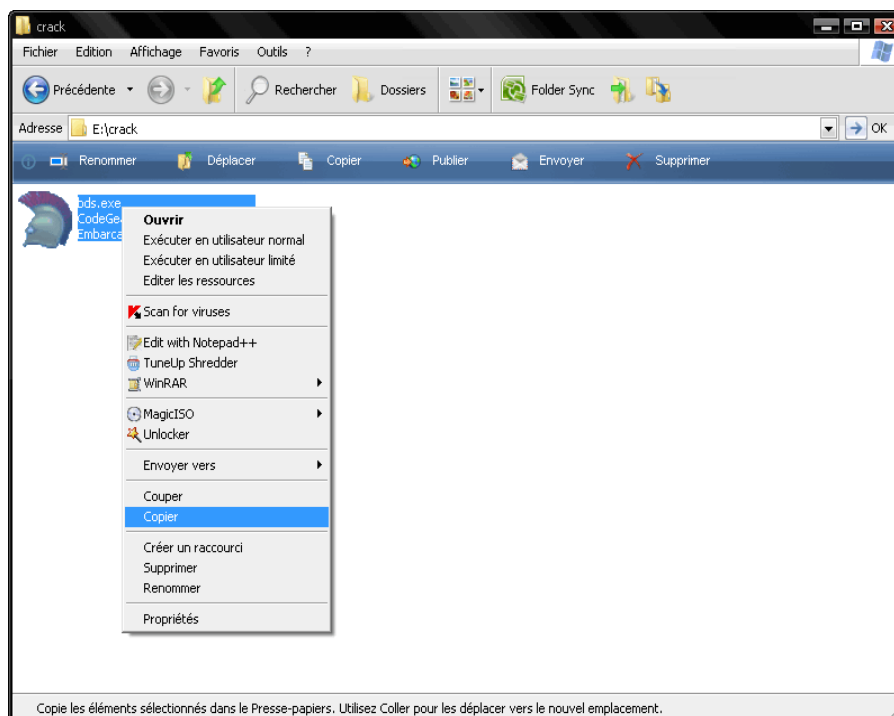 crack
Fichier Edition Affichage Favoris Outils ?
Précédente Rechercher Dossiers Folder Sync
Adresse E:\crack OK
Renommer Déplacer Copier Publier Envoyer Supprimer
bds.exe
Ouvrir
Exécuter en utilisateur normal
Exécuter en utilisateur limité
Editer les ressources
Scan for viruses
Edit with Notepad++
TuneUp Shredder
WinRAR
MagicISO
Unlocker
Envoyer vers
Couper
Copier
Créer un raccourci
Supprimer
Renommer
Propriétés
Copie les éléments sélectionnés dans le Presse-papiers. Utilisez Coller pour les déplacer vers le nouvel emplacement.